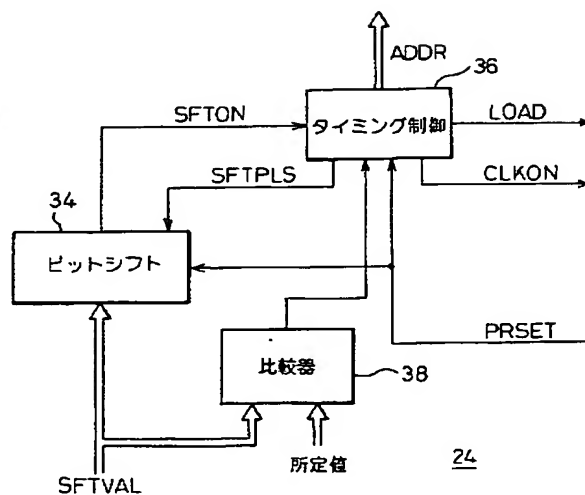 ADDR
36
SFTON
タイミング制御
LOAD
SFTPLS
CLKON
34
ビットシフト
PRSET
比較器
38
所定値
24
SFTVAL